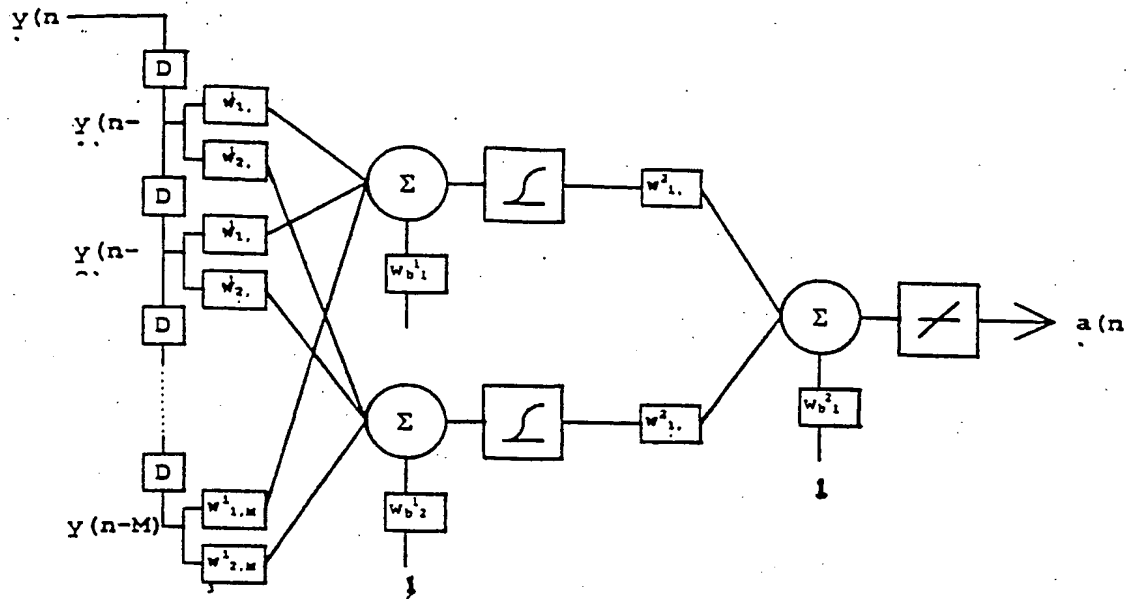 y(n
D
W1,
y(n-
W2,
Σ
W²1,
D
W1,
y(n-
W2,
Wb¹1
D
Σ
a(n
Σ
W²1,
Wb²1
D
1
W¹1,M
y(n-M)
Wb¹2
W¹2,M
1